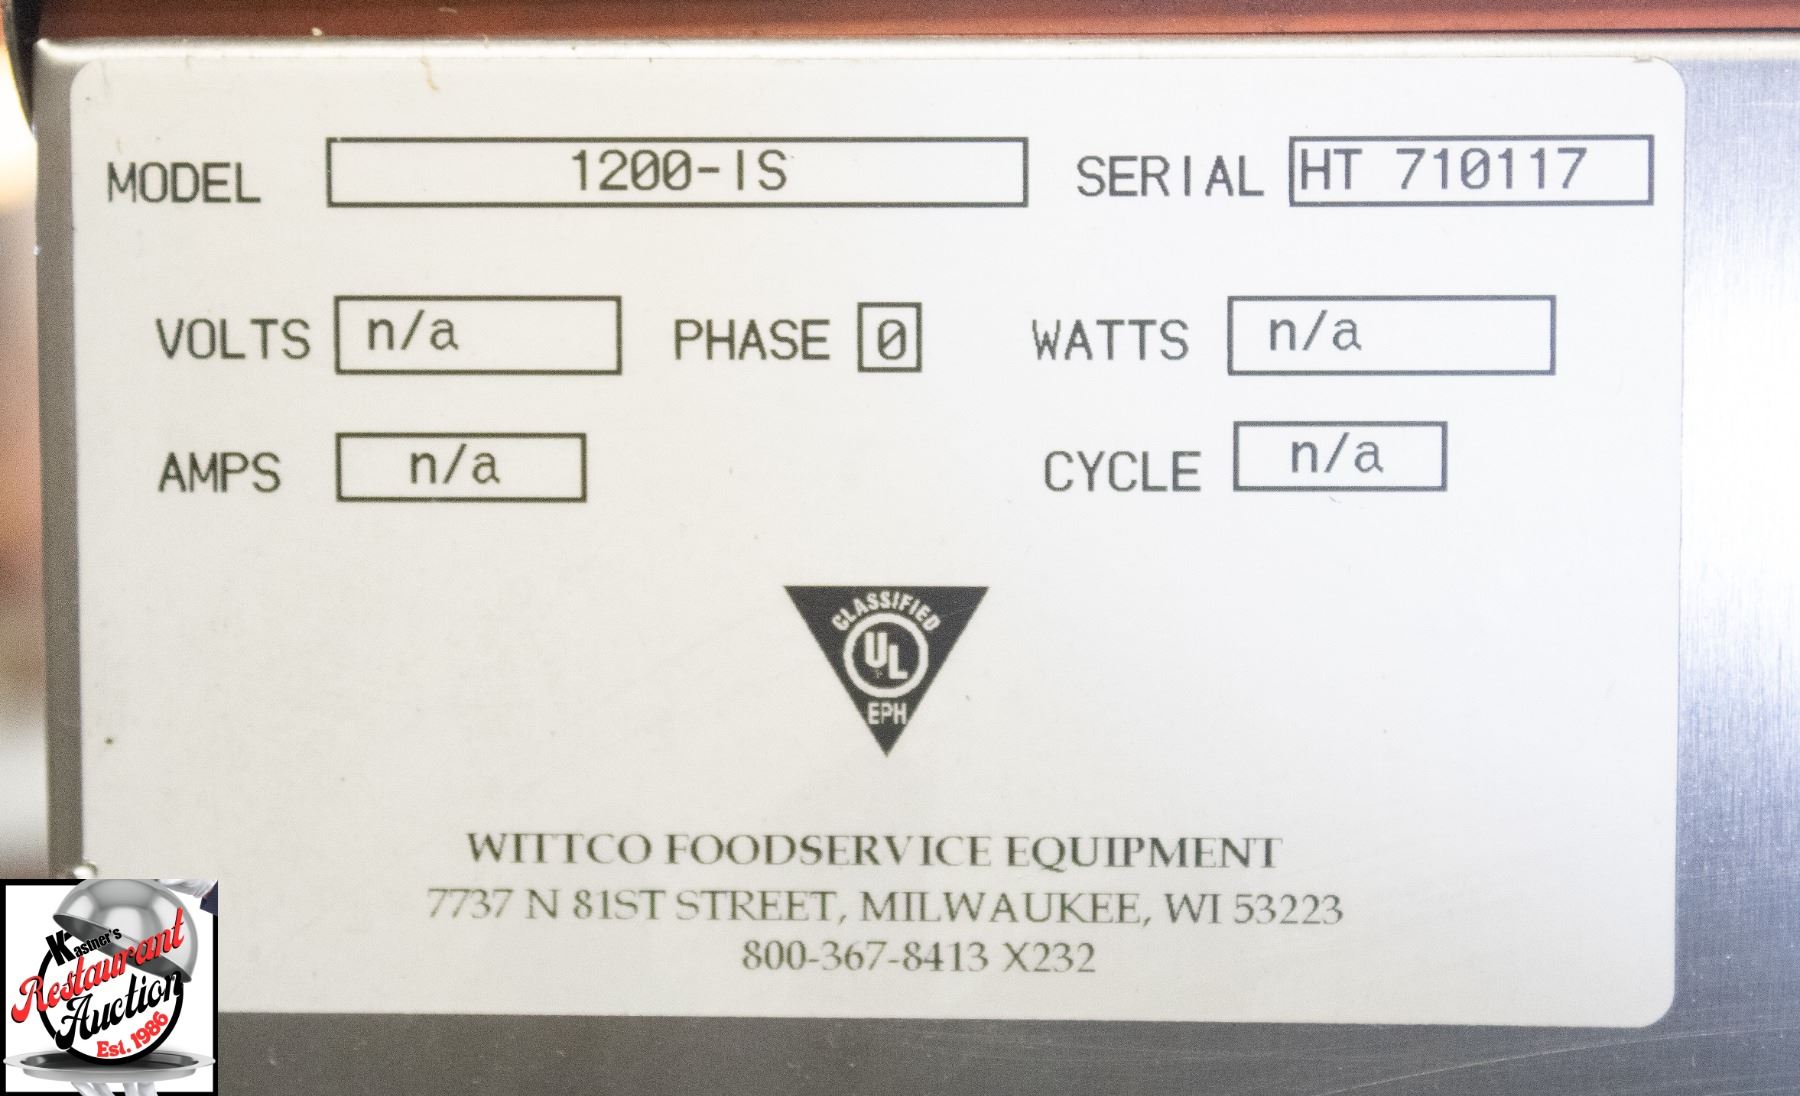 MODEL 1200-IS SERIAL HT 710117
VOLTS n/a PHASE 0 WATTS n/a
AMPS n/a CYCLE n/a
CLASSIFIED
UL
EPH
WITTCO FOODSERVICE EQUIPMENT
7737 N 81ST STREET, MILWAUKEE, WI 53223
800-367-8413 X232
Kastner's
Restaurant
Auction
Est. 1986